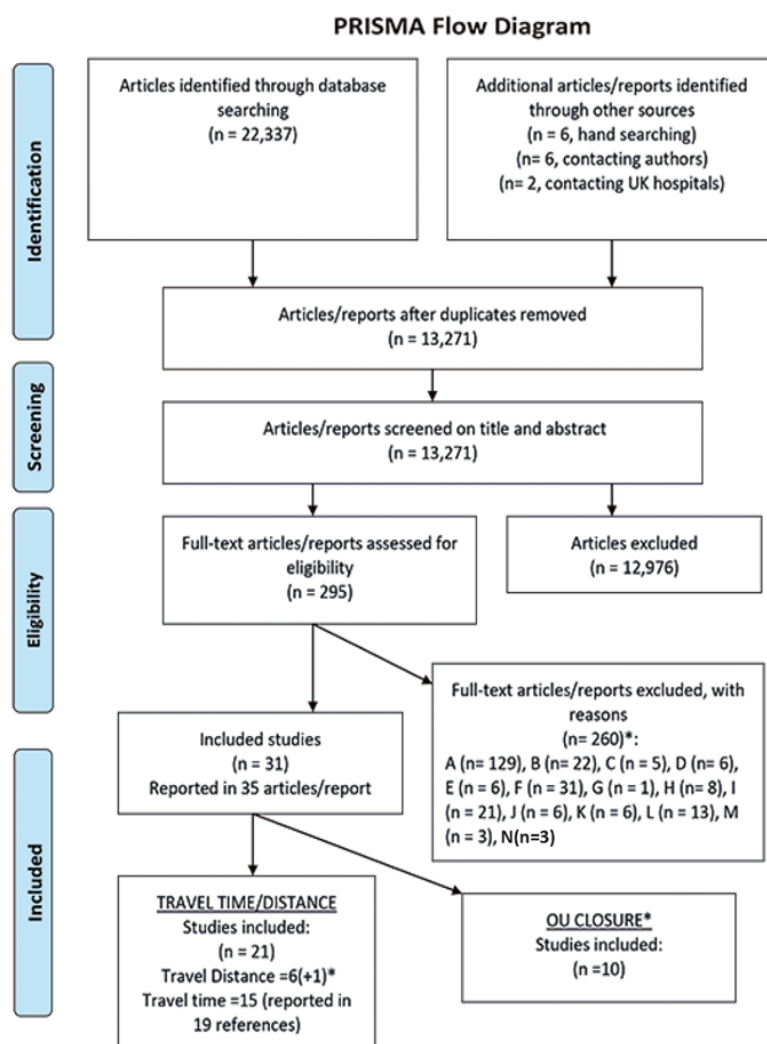 PRISMA Flow Diagram
Identification
Articles identified through database
searching
(n = 22,337)
Additional articles/reports identified
through other sources
(n = 6, hand searching)
(n= 6, contacting authors)
(n= 2, contacting UK hospitals)
Articles/reports after duplicates removed
(n = 13,271)
Screening
Articles/reports screened on title and abstract
(n = 13,271)
Eligibility
Full-text articles/reports assessed for
eligibility
(n = 295)
Articles excluded
(n = 12,976)
Full-text articles/reports excluded, with
reasons
(n= 260)*:
A (n= 129), B (n= 22), C (n= 5), D (n= 6),
E (n= 6), F (n= 31), G (n= 1), H (n= 8), I
(n= 21), J (n= 6), K (n= 6), L (n= 13), M
(n= 3), N(n=3)
Included studies
(n = 31)
Reported in 35 articles/report
Included
TRAVEL TIME/DISTANCE
Studies included:
(n = 21)
Travel Distance =6(+1)*
Travel time =15 (reported in
19 references)
OU CLOSURE*
Studies included:
(n =10)